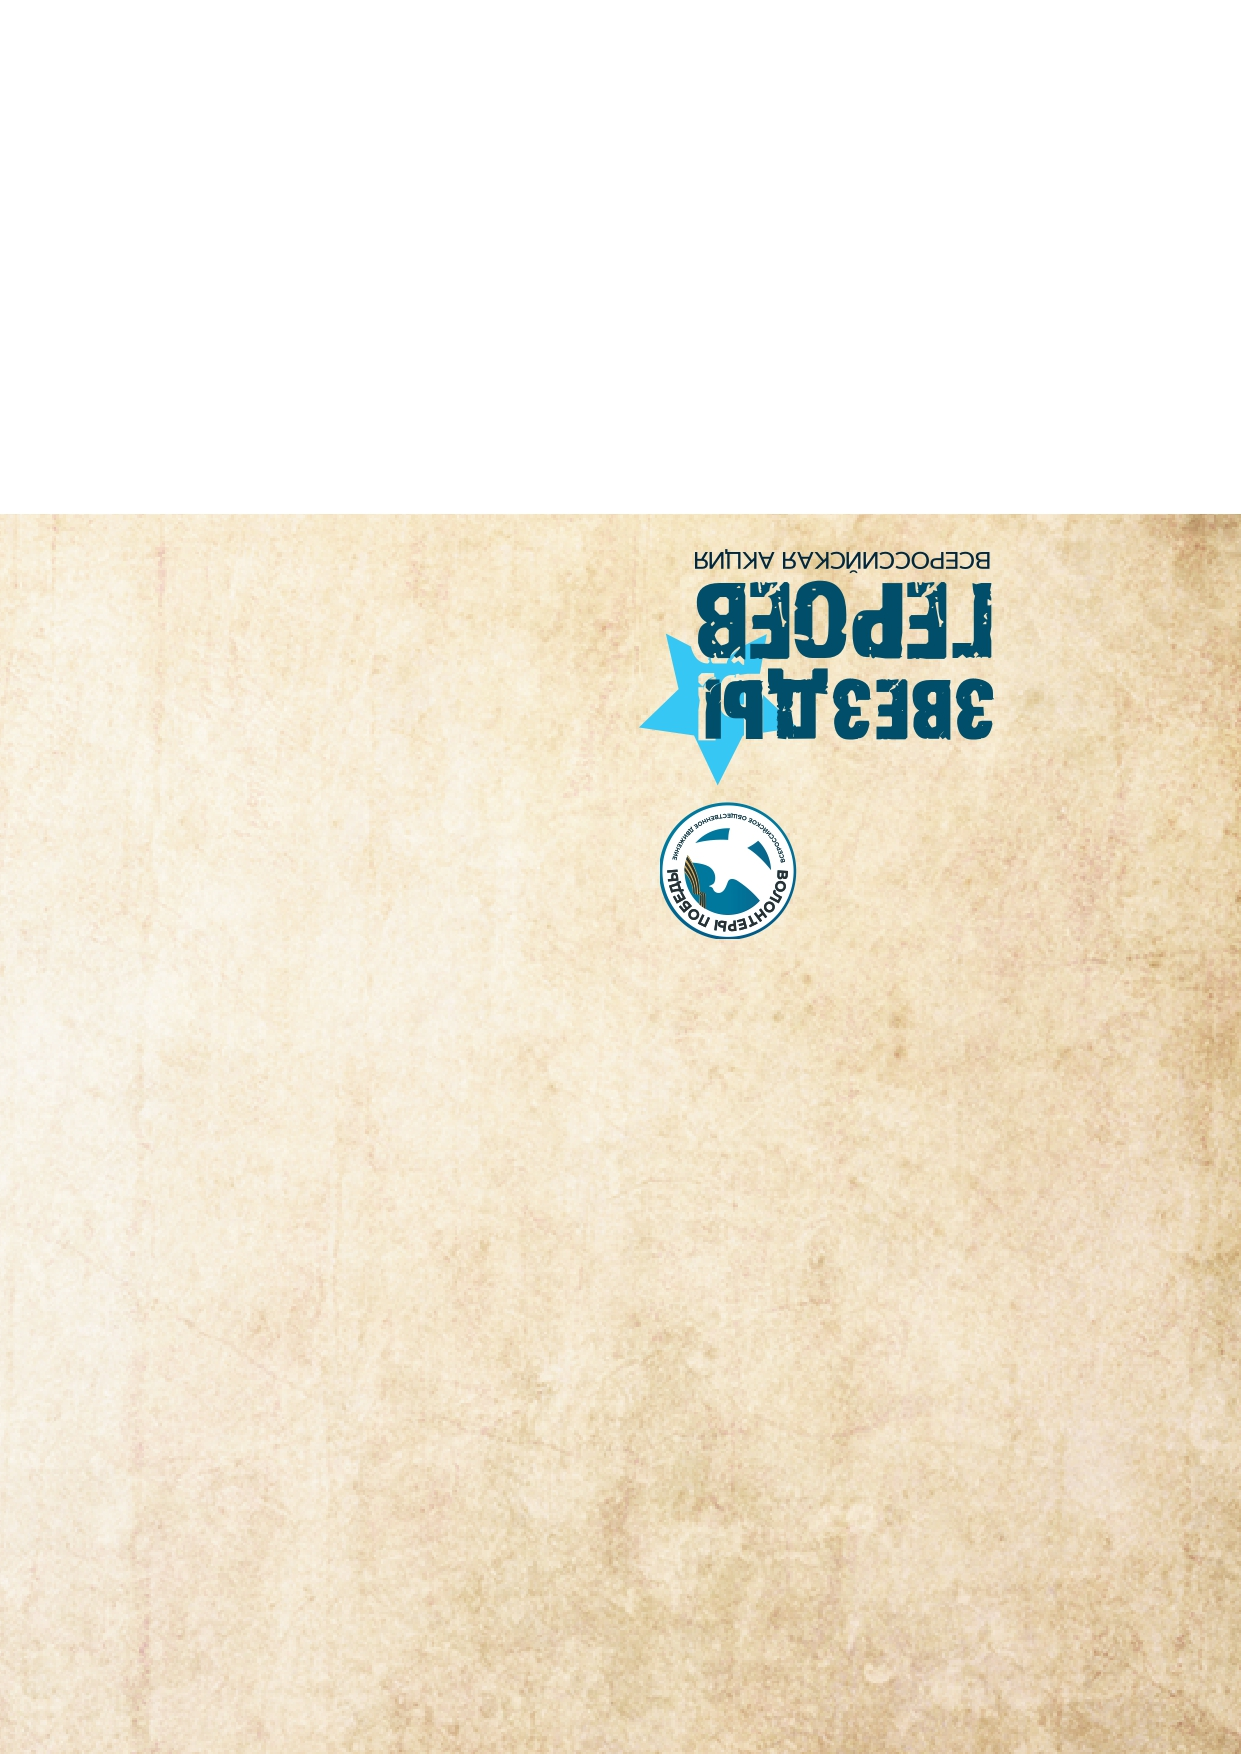 ВОЛОНТЕРЫ ПОБЕДЫ
ВСЕРОССИЙСКОЕ ОБЩЕСТВЕННОЕ ДВИЖЕНИЕ
ЗВЕЗДЫ
ГЕРОЕВ
ВСЕРОССИЙСКАЯ АКЦИЯ